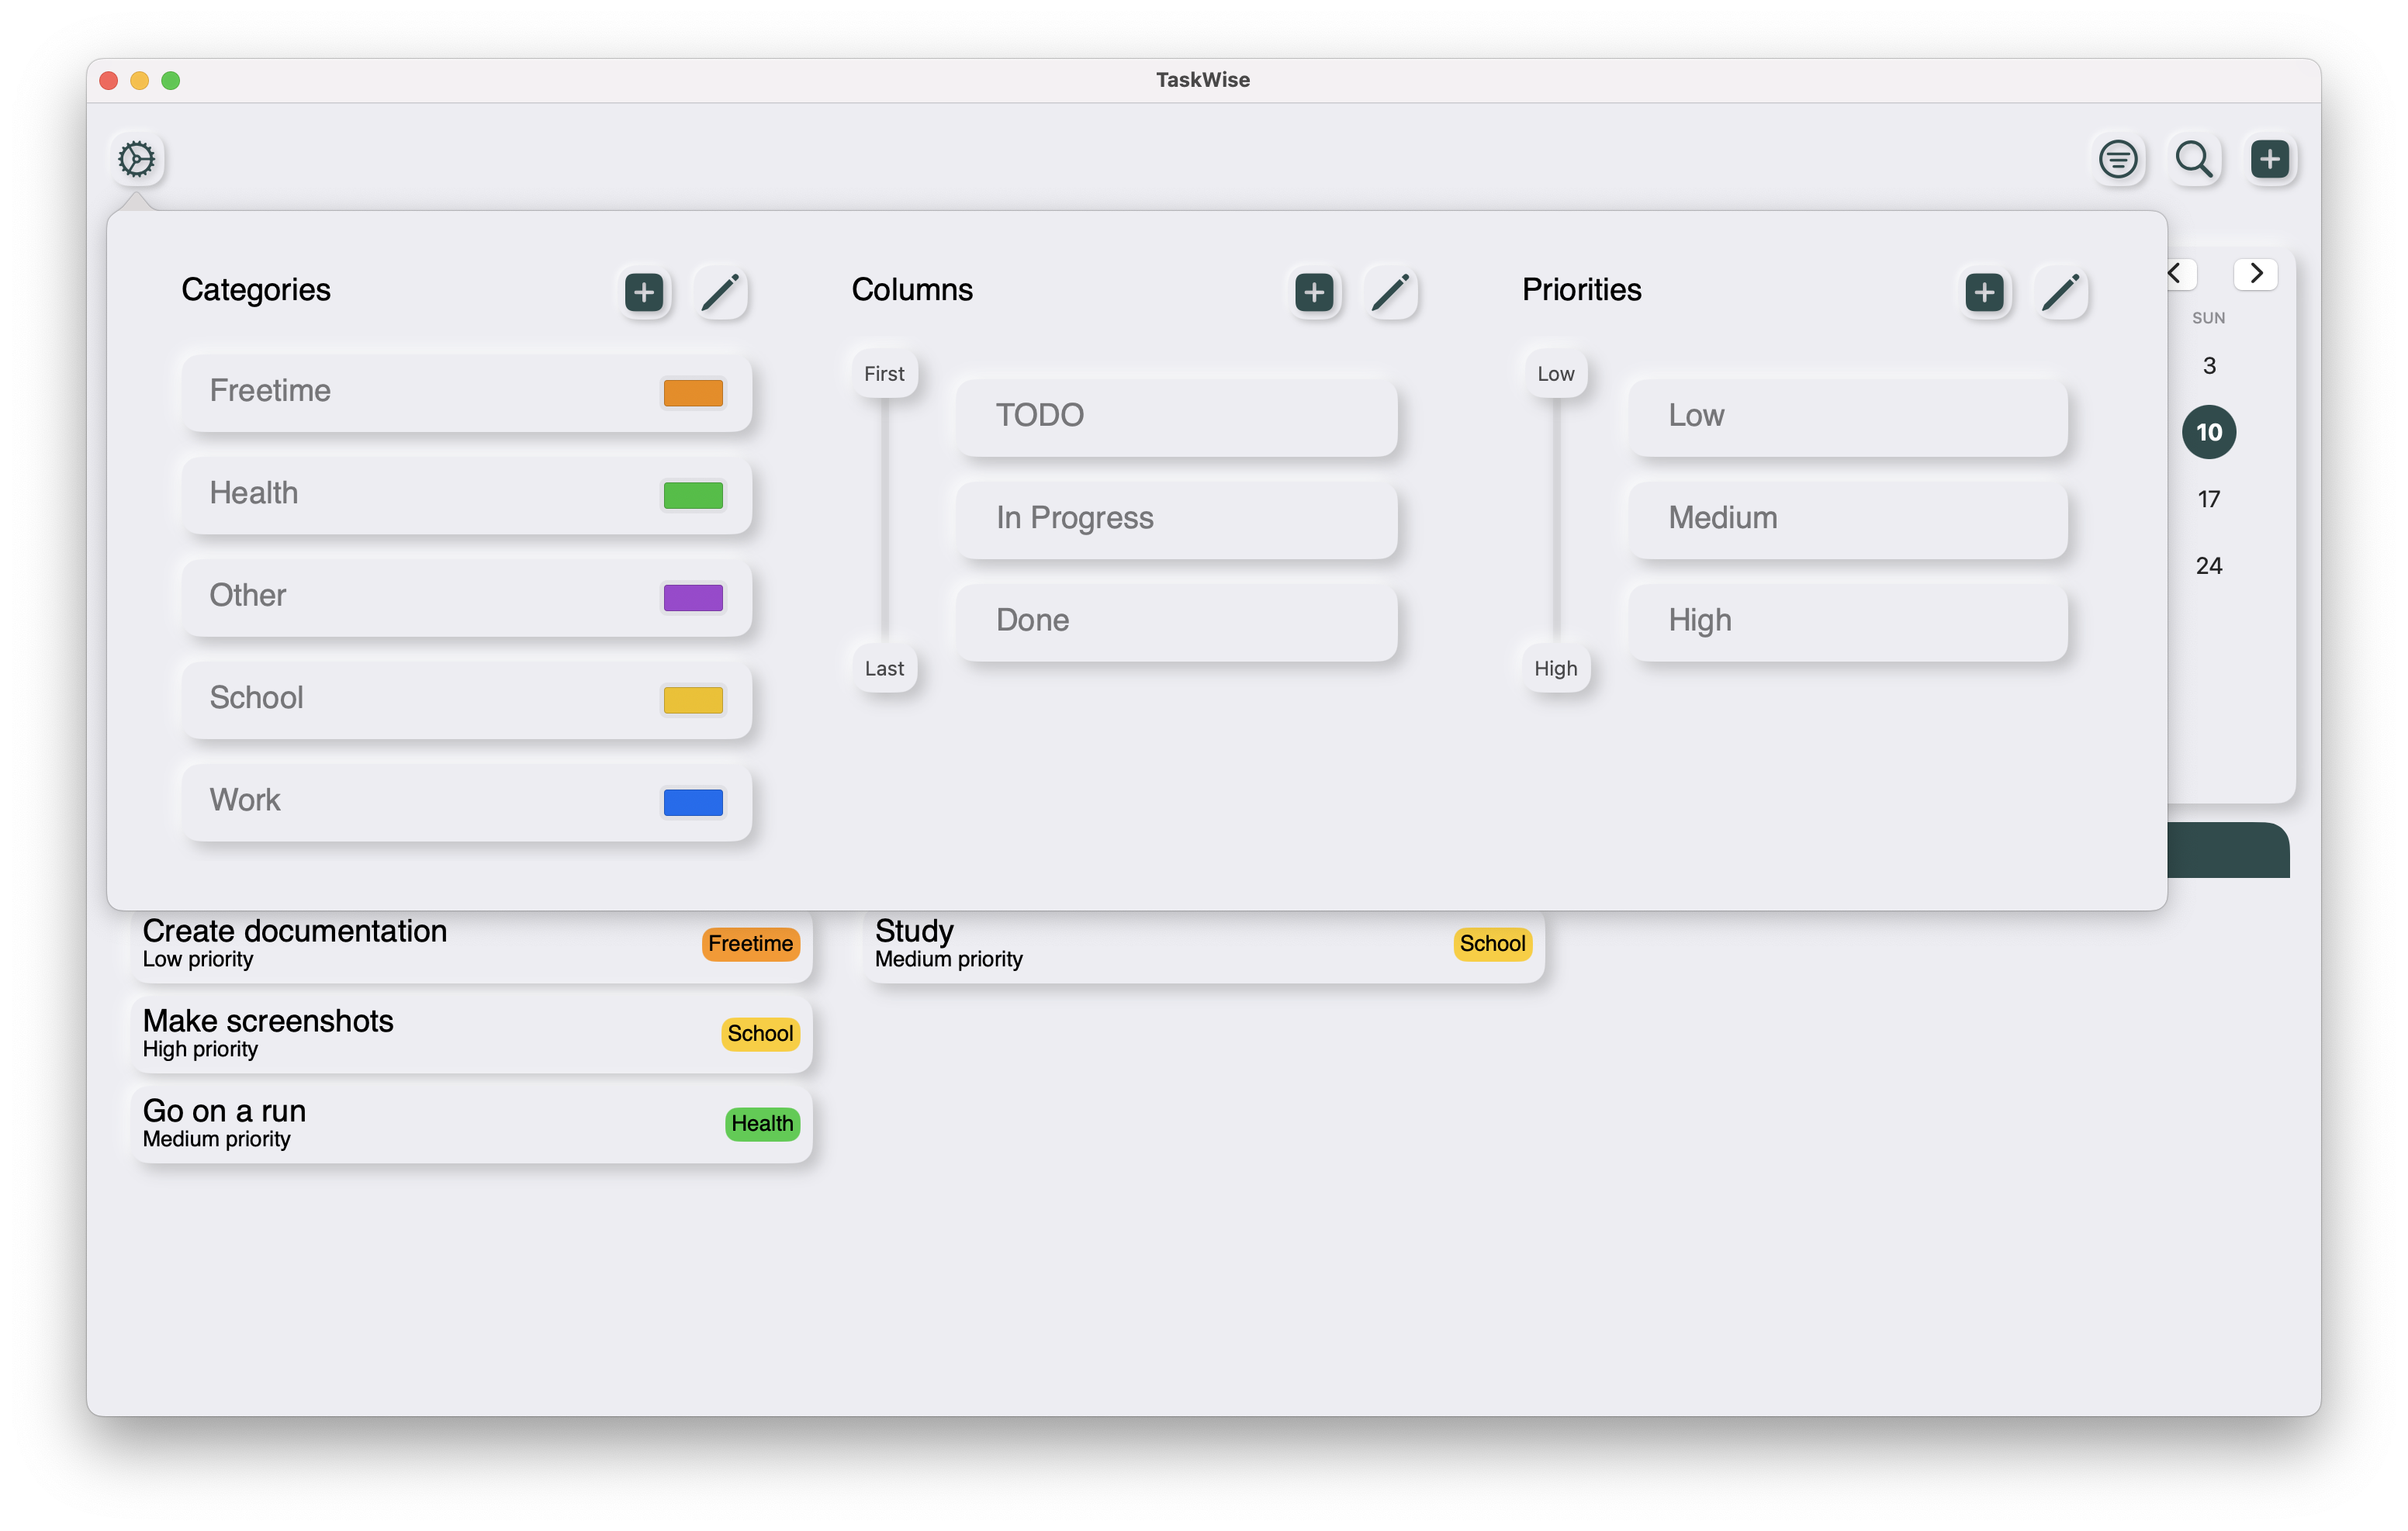 TaskWise
Categories
Freetime
Health
Other
School
Work
Columns
First
Last
TODO
In Progress
Done
Priorities
Low
High
Low
Medium
High
SUN
3
10
17
24
Create documentation
Low priority
Freetime
Make screenshots
High priority
School
Go on a run
Medium priority
Health
Study
Medium priority
School